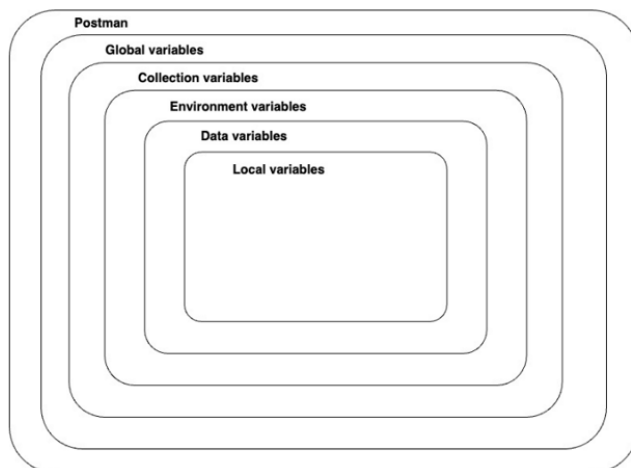 Postman
Global variables
Collection variables
Environment variables
Data variables
Local variables